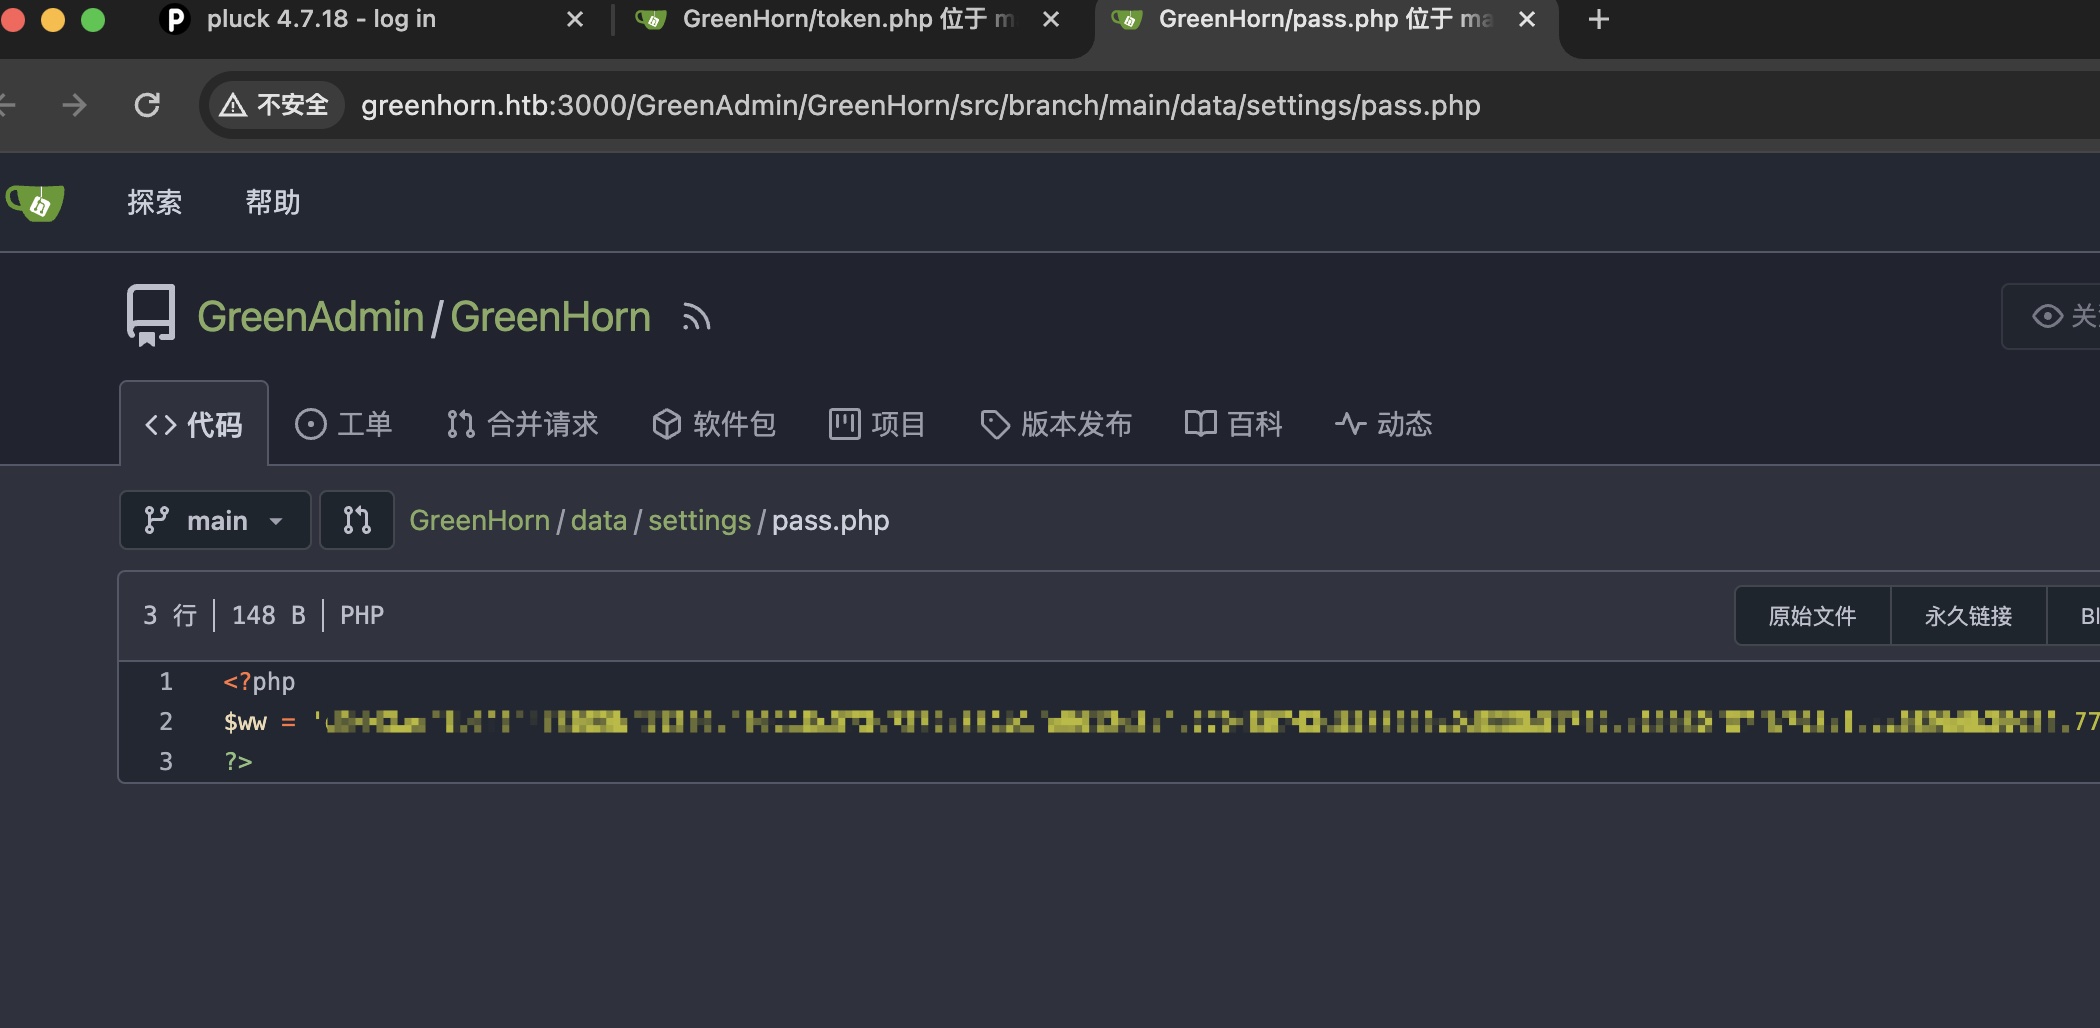 pluck 4.7.18 - log in
GreenHorn/token.php 位于 m
GreenHorn/pass.php 位于 ma
不安全 greenhorn.htb:3000/GreenAdmin/GreenHorn/src/branch/main/data/settings/pass.php
探索 帮助
GreenAdmin / GreenHorn
关
代码 工单 合并请求 软件包 项目 版本发布 百科 动态
main GreenHorn / data / settings / pass.php
3 行 | 148 B | PHP
原始文件 永久链接 Bl
1 <?php
2 $ww = ' .77
3 ?>